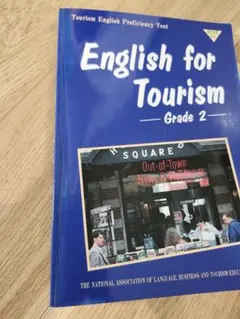 Tourism English Proficiency Test
English for
Tourism
Grade 2
SQUARE
Out-of-Town
THE NATIONAL ASSOCIATION OF LANGUAGE, BUSINESS AND TOURISM EDUC